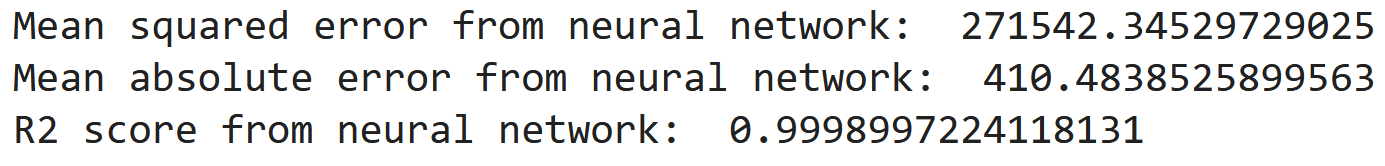 Mean squared error from neural network:  271542.34529729025
Mean absolute error from neural network:  410.4838525899563
R2 score from neural network:  0.9998997224118131